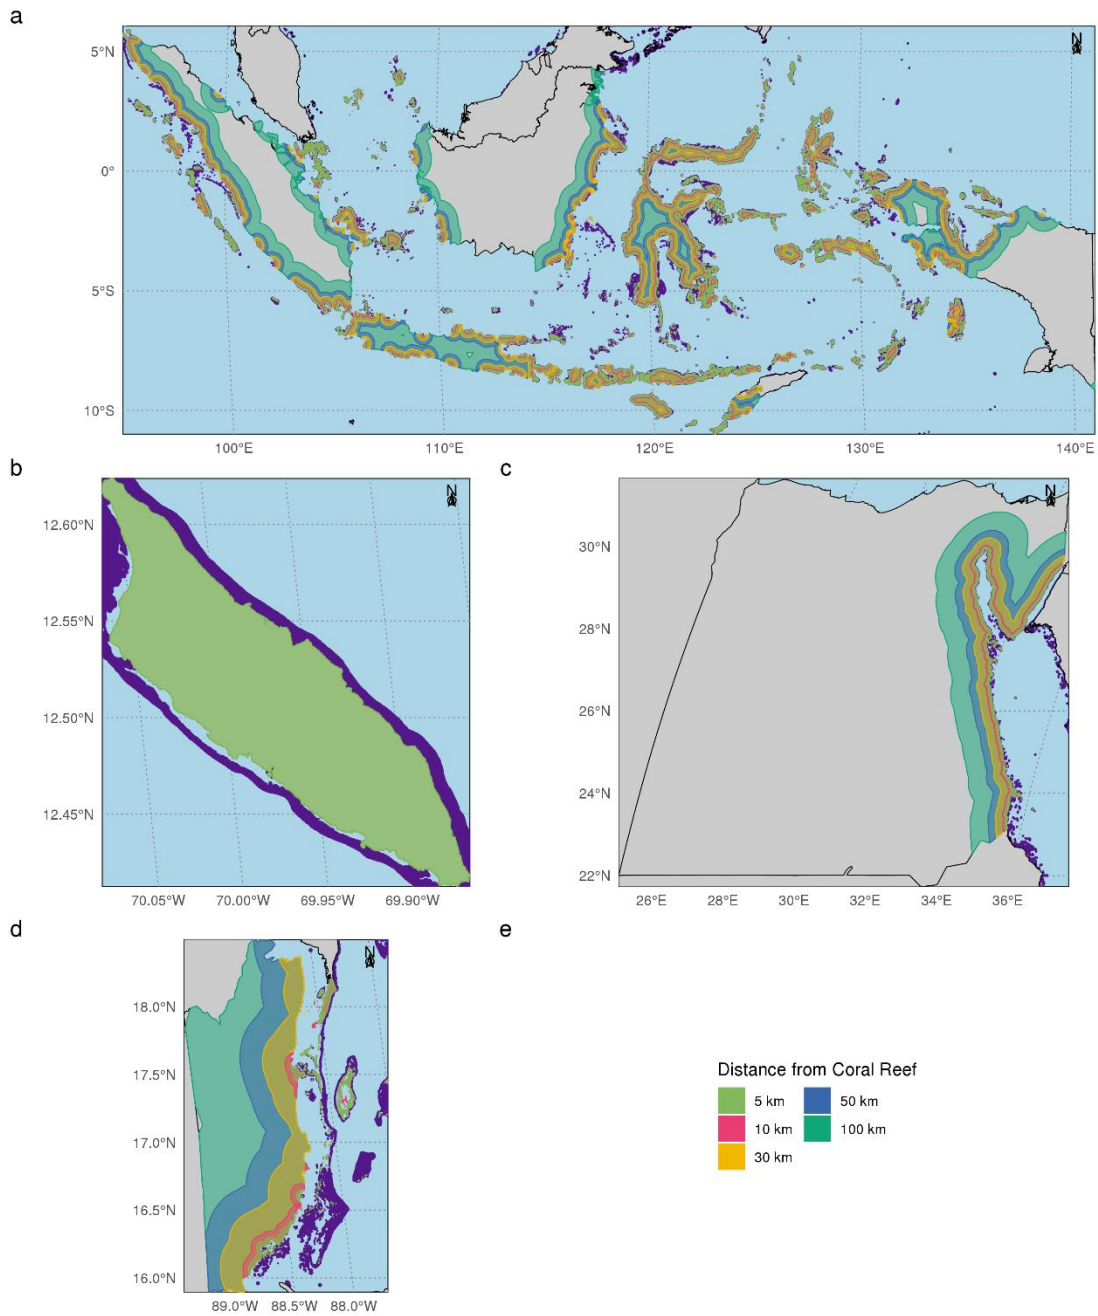 a
N
5°N
0°
5°S
10°S
100°E 110°E 120°E 130°E 140°E
b
N
12.60°N
12.55°N
12.50°N
12.45°N
70.05°W 70.00°W 69.95°W 69.90°W
c
N
30°N
28°N
26°N
24°N
22°N
26°E 28°E 30°E 32°E 34°E 36°E
d
N
18.0°N
17.5°N
17.0°N
16.5°N
16.0°N
89.0°W 88.5°W 88.0°W
e
Distance from Coral Reef
5 km 50 km
10 km 100 km
30 km